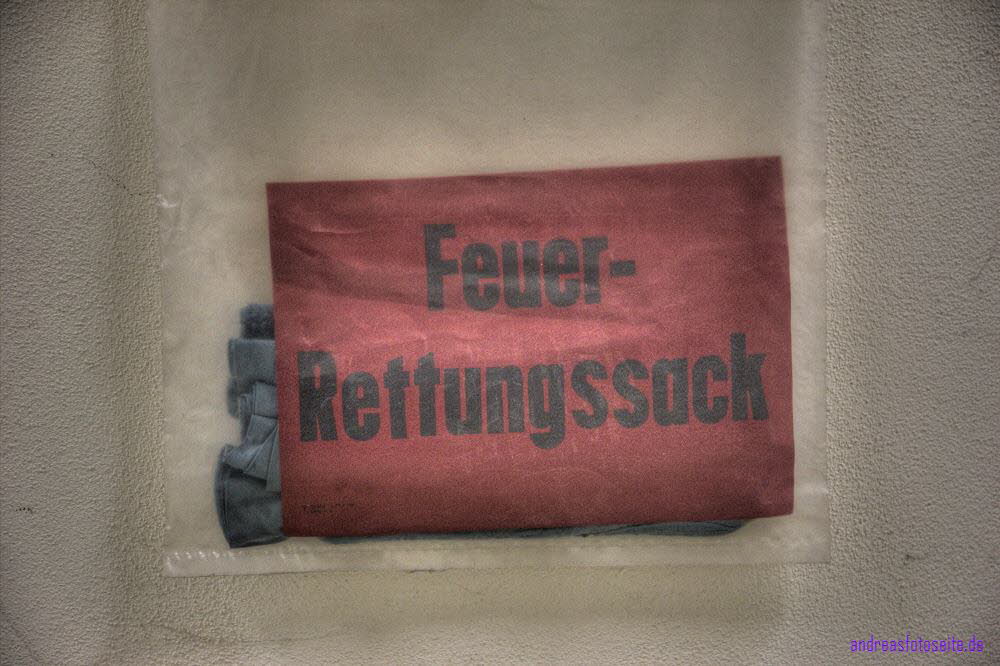 Feuer-
Rettungssack
andreasfotoseite.de